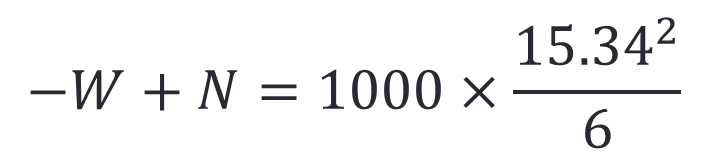 −W + N = 1000 × 15.34² / 6